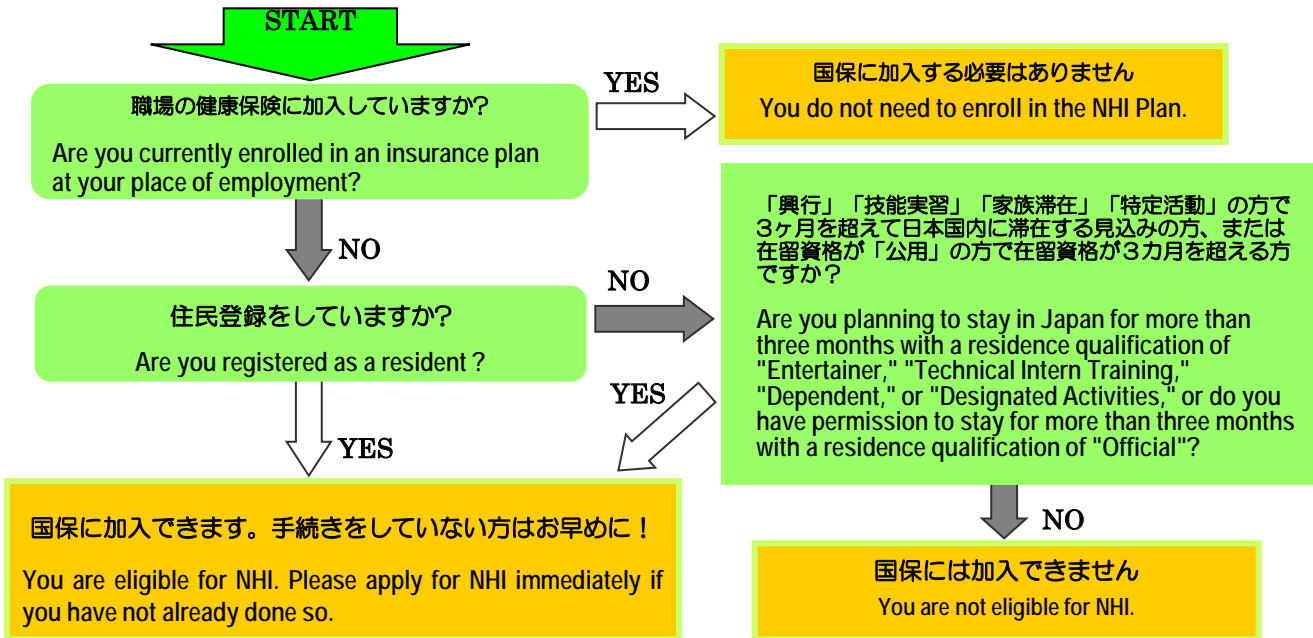 START
職場の健康保険に加入していますか?
Are you currently enrolled in an insurance plan
at your place of employment?
YES
国保に加入する必要はありません
You do not need to enroll in the NHI Plan.
NO
住民登録をしていますか?
Are you registered as a resident ?
NO
「興行」「技能実習」「家族滞在」「特定活動」の方で
3ヶ月を超えて日本国内に滞在する見込みの方、または
在留資格が「公用」の方で在留資格が3カ月を超える方
ですか?
Are you planning to stay in Japan for more than
three months with a residence qualification of
"Entertainer," "Technical Intern Training,"
"Dependent," or "Designated Activities," or do you
have permission to stay for more than three months
with a residence qualification of "Official"?
YES
YES
国保に加入できます。手続きをしていない方はお早めに!
You are eligible for NHI. Please apply for NHI immediately if
you have not already done so.
NO
国保には加入できません
You are not eligible for NHI.